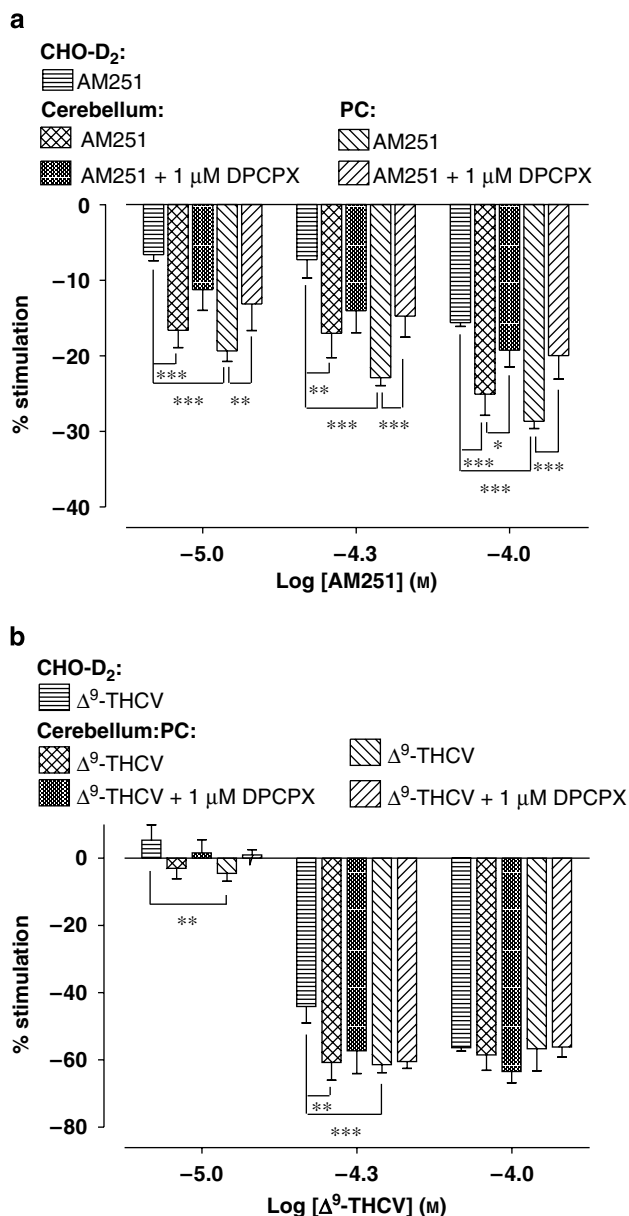 a
CHO-D₂:
AM251
Cerebellum: PC:
AM251 AM251
AM251 + 1 μM DPCPX AM251 + 1 μM DPCPX
0
−10
−20
−30
−40
% stimulation
*** ** ***
*** *** * ***
** *** ***
−5.0 −4.3 −4.0
Log [AM251] (M)
b
CHO-D₂:
Δ⁹-THCV
Cerebellum:PC:
Δ⁹-THCV Δ⁹-THCV
Δ⁹-THCV + 1 μM DPCPX Δ⁹-THCV + 1 μM DPCPX
0
−20
−40
−60
−80
% stimulation
**
**
***
−5.0 −4.3 −4.0
Log [Δ⁹-THCV] (M)